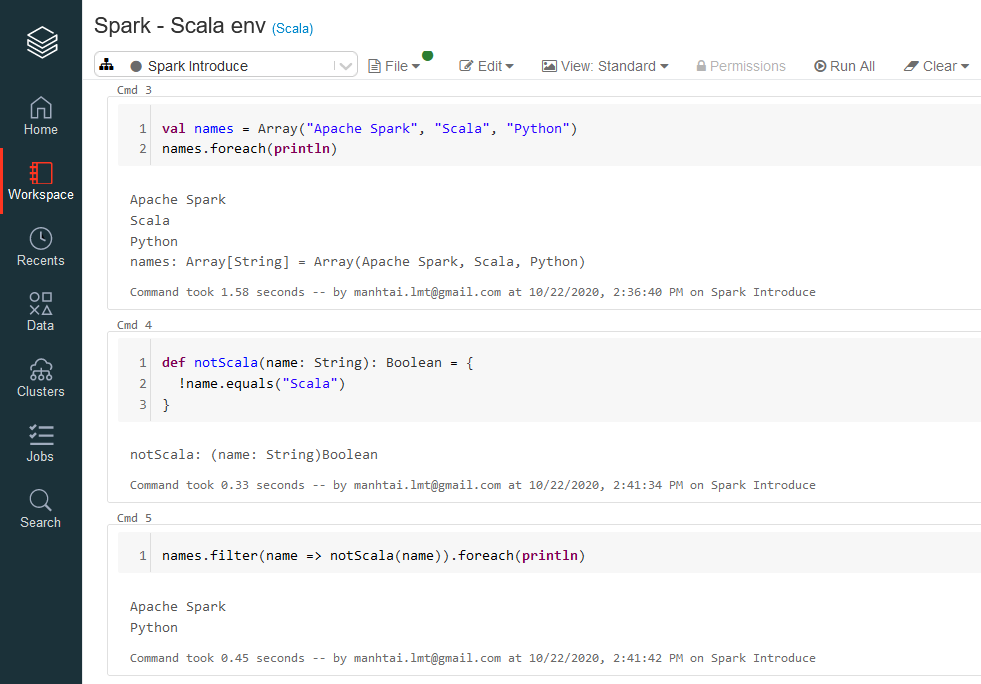 Spark - Scala env (Scala)
Spark Introduce
File
Edit
View: Standard
Permissions
Run All
Clear
Home
Workspace
Recents
Data
Clusters
Jobs
Search
Cmd 3
1 val names = Array("Apache Spark", "Scala", "Python")
2 names.foreach(println)
Apache Spark
Scala
Python
names: Array[String] = Array(Apache Spark, Scala, Python)
Command took 1.58 seconds -- by manhtai.lmt@gmail.com at 10/22/2020, 2:36:40 PM on Spark Introduce
Cmd 4
1 def notScala(name: String): Boolean = {
2   !name.equals("Scala")
3 }
notScala: (name: String)Boolean
Command took 0.33 seconds -- by manhtai.lmt@gmail.com at 10/22/2020, 2:41:34 PM on Spark Introduce
Cmd 5
1 names.filter(name => notScala(name)).foreach(println)
Apache Spark
Python
Command took 0.45 seconds -- by manhtai.lmt@gmail.com at 10/22/2020, 2:41:42 PM on Spark Introduce